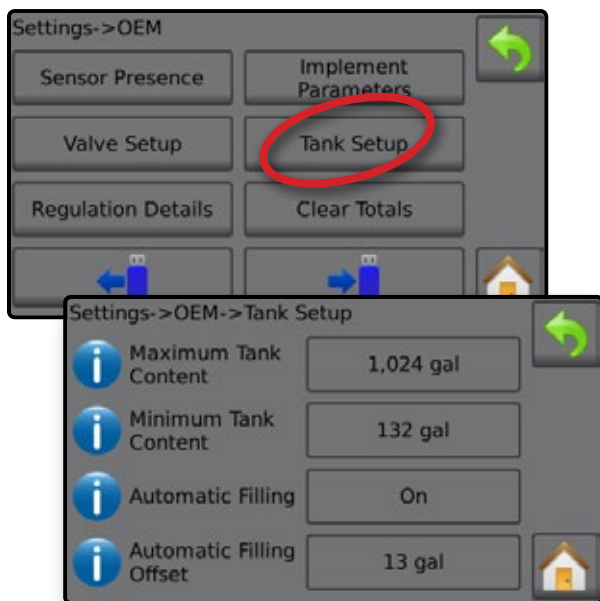 Settings->OEM
Sensor Presence
Implement
Parameters
Valve Setup
Tank Setup
Regulation Details
Clear Totals
Settings->OEM->Tank Setup
Maximum Tank
Content
1,024 gal
Minimum Tank
Content
132 gal
Automatic Filling
On
Automatic Filling
Offset
13 gal